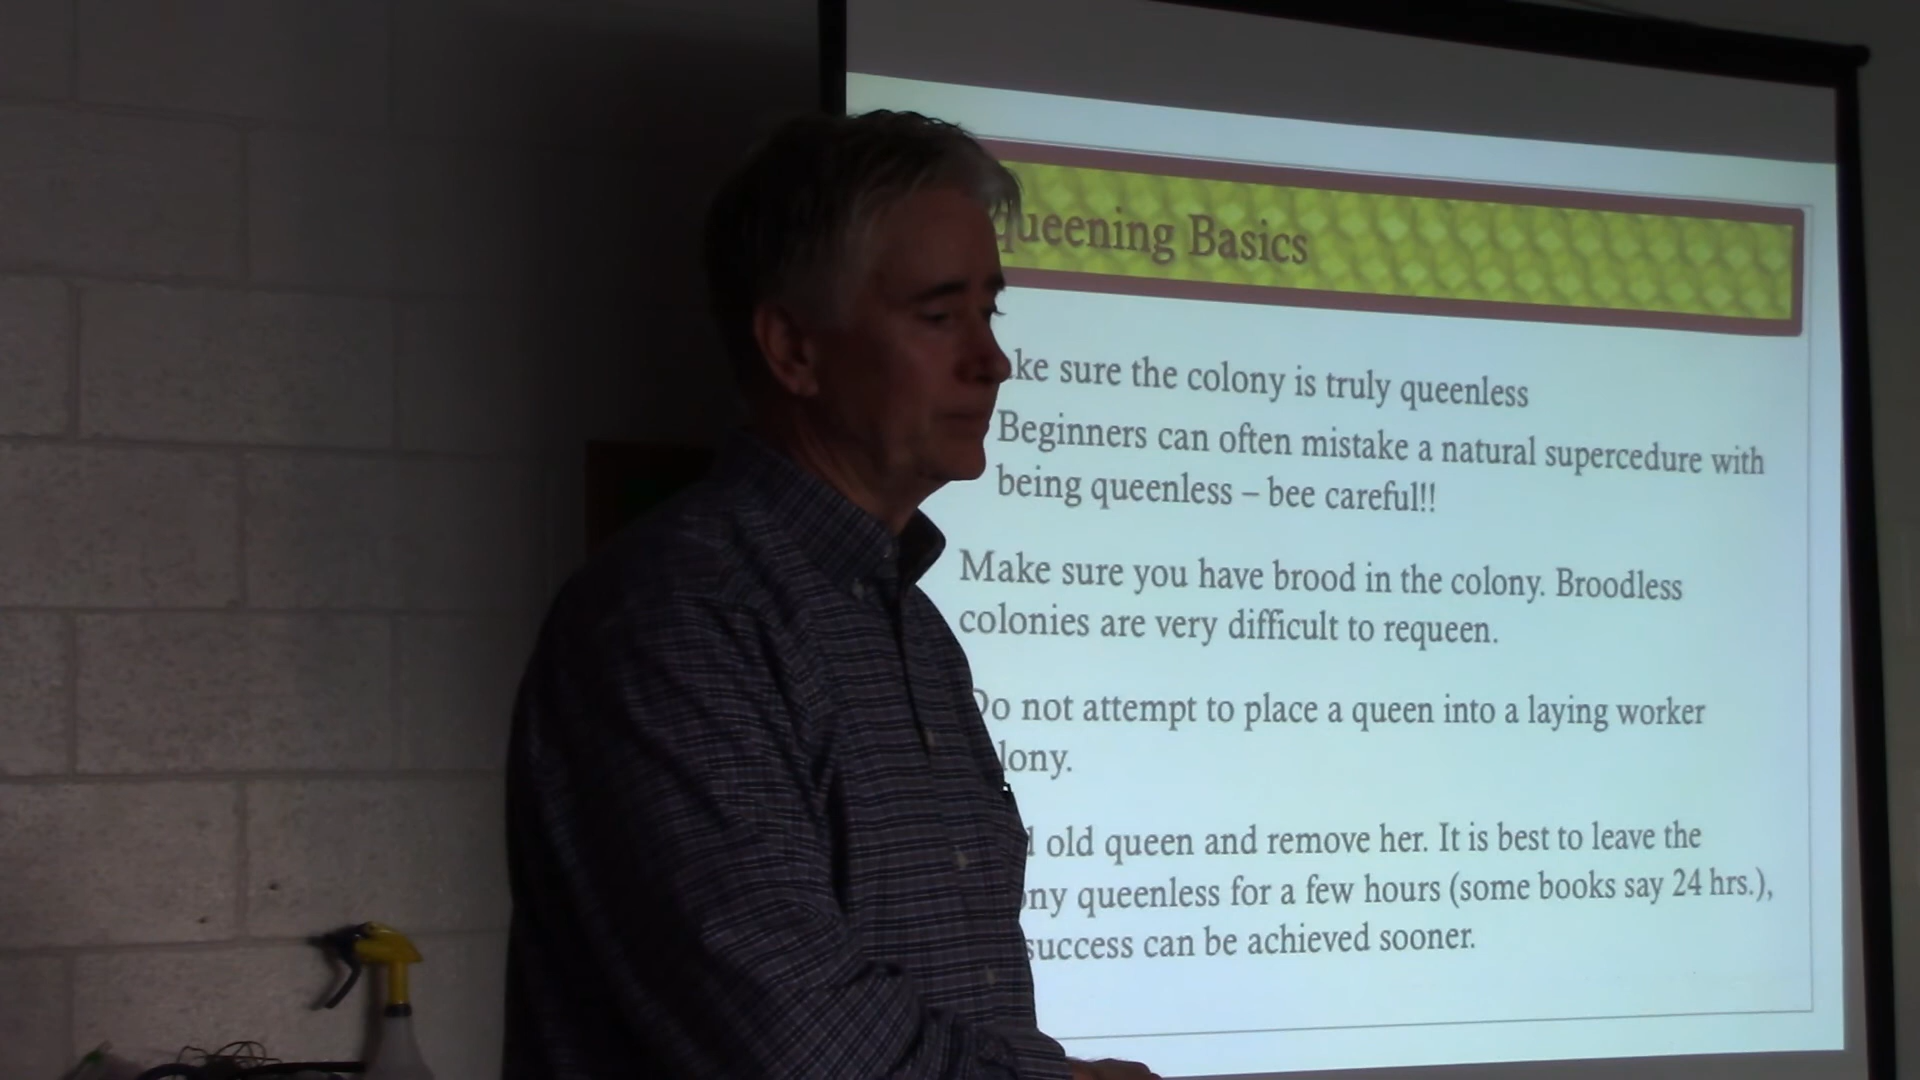 queening Basics
ke sure the colony is truly queenless
Beginners can often mistake a natural supercedure with
being queenless – bee careful!!
Make sure you have brood in the colony. Broodless
colonies are very difficult to requeen.
Do not attempt to place a queen into a laying worker
lony.
old queen and remove her. It is best to leave the
ny queenless for a few hours (some books say 24 hrs.),
success can be achieved sooner.